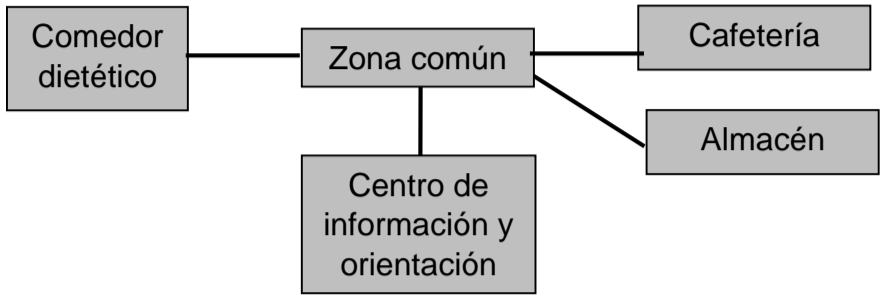 Comedor
dietético
Zona común
Cafetería
Almacén
Centro de
información y
orientación